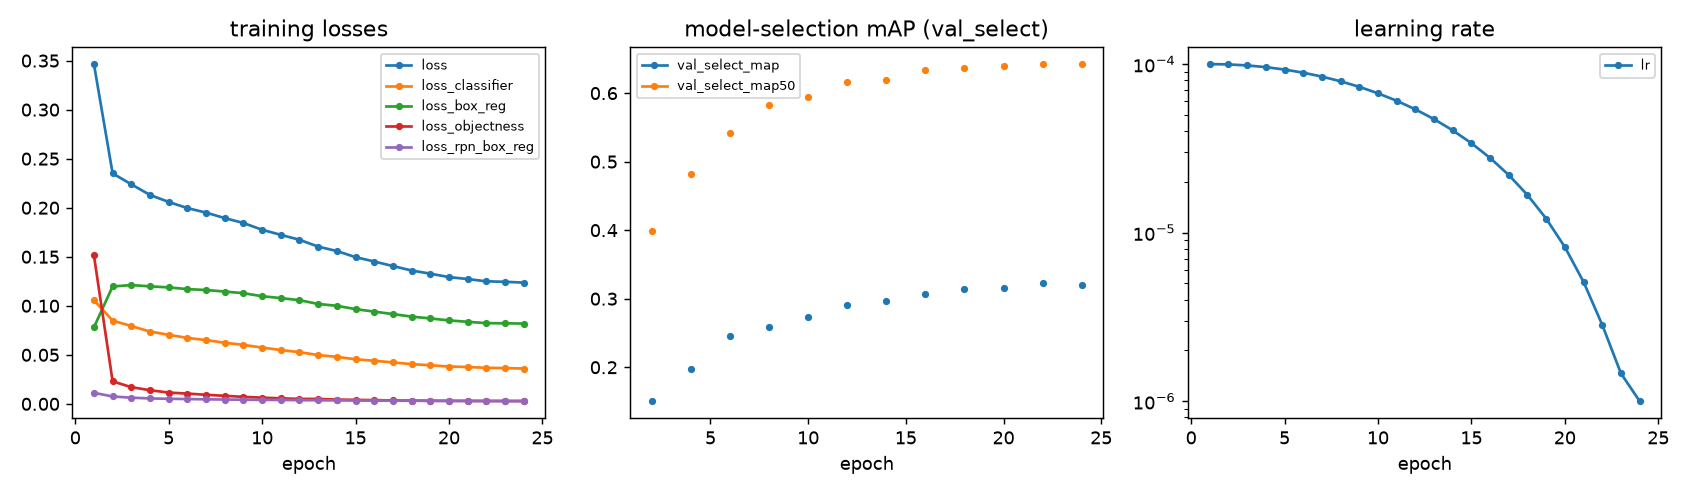 training losses
0.35
0.30
0.25
0.20
0.15
0.10
0.05
0.00
loss
loss_classifier
loss_box_reg
loss_objectness
loss_rpn_box_reg
0 5 10 15 20 25
epoch
model-selection mAP (val_select)
val_select_map
val_select_map50
0.6
0.5
0.4
0.3
0.2
5 10 15 20 25
epoch
learning rate
lr
10⁻⁴
10⁻⁵
10⁻⁶
0 5 10 15 20 25
epoch